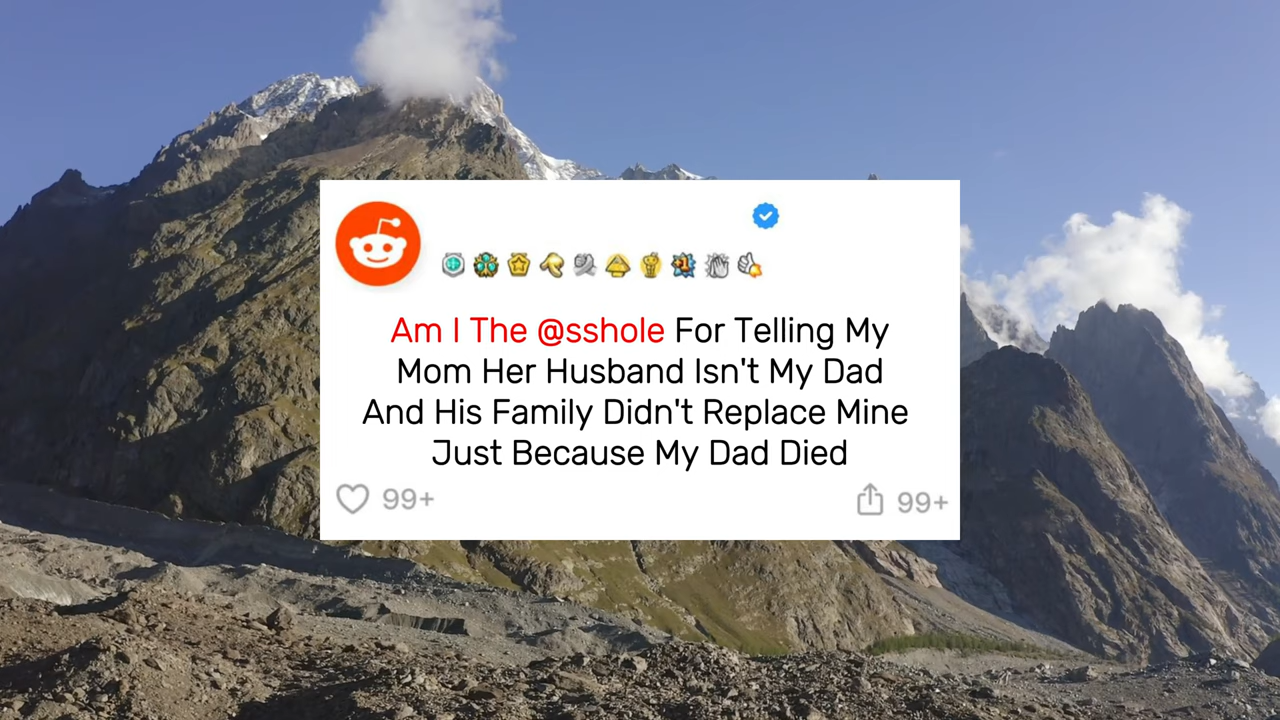 Am I The @sshole For Telling My
Mom Her Husband Isn't My Dad
And His Family Didn't Replace Mine
Just Because My Dad Died
99+
99+